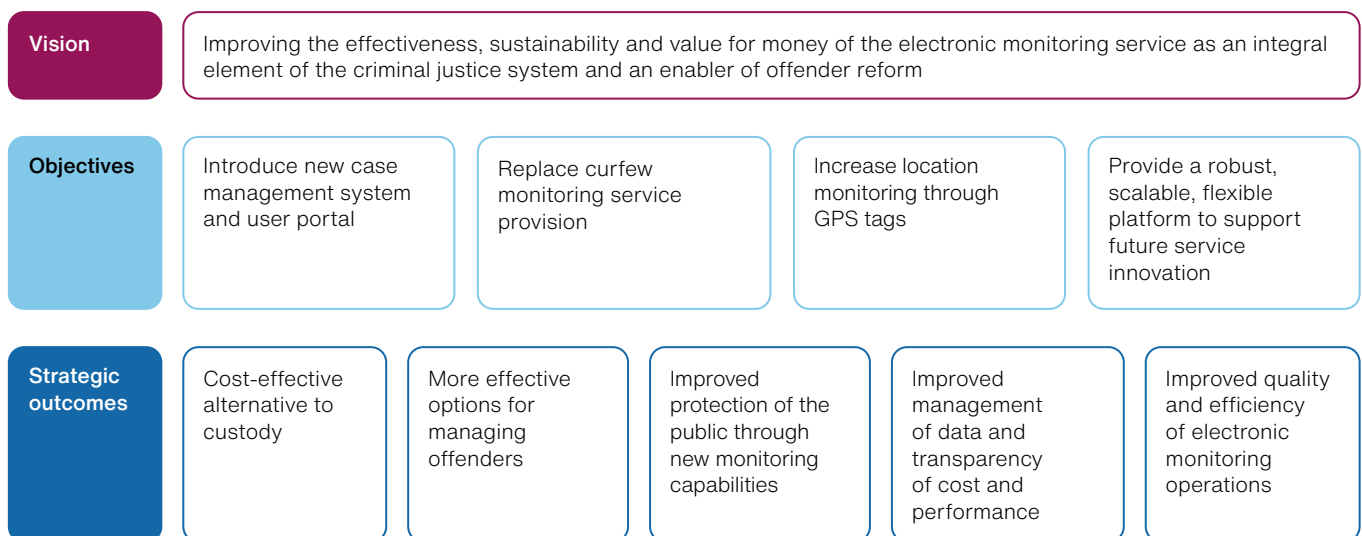 Vision
Improving the effectiveness, sustainability and value for money of the electronic monitoring service as an integral
element of the criminal justice system and an enabler of offender reform
Objectives
Introduce new case
management system
and user portal
Replace curfew
monitoring service
provision
Increase location
monitoring through
GPS tags
Provide a robust,
scalable, flexible
platform to support
future service
innovation
Strategic
outcomes
Cost-effective
alternative to
custody
More effective
options for
managing
offenders
Improved
protection of the
public through
new monitoring
capabilities
Improved
management
of data and
transparency
of cost and
performance
Improved quality
and efficiency
of electronic
monitoring
operations